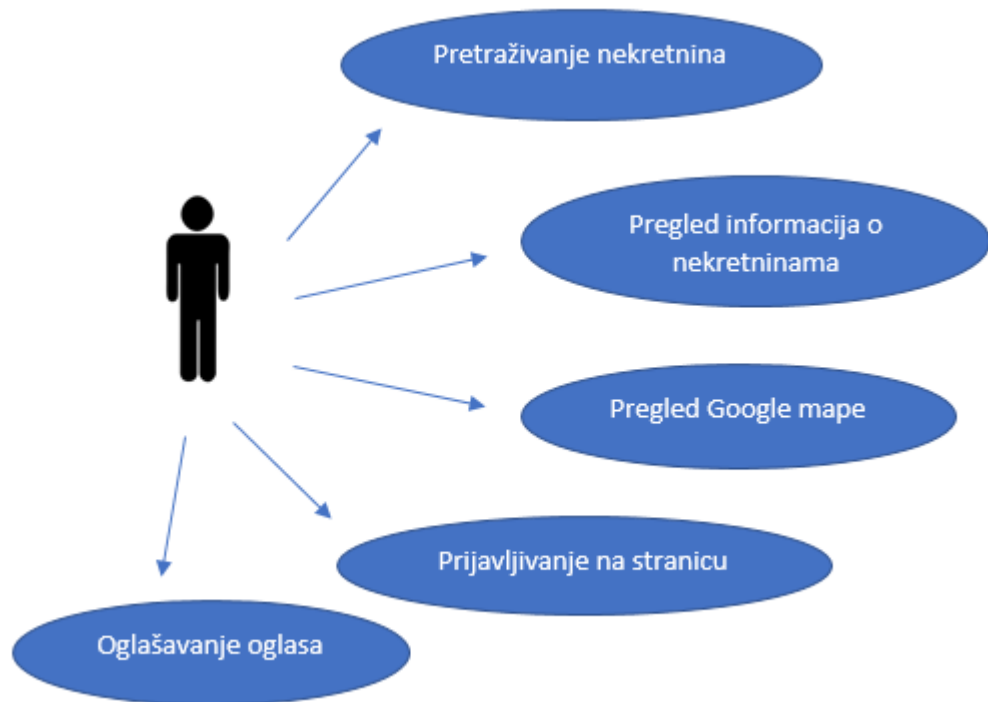 Pretraživanje nekretnina
Pregled informacija o
nekretninama
Pregled Google mape
Prijavljivanje na stranicu
Oglašavanje oglasa